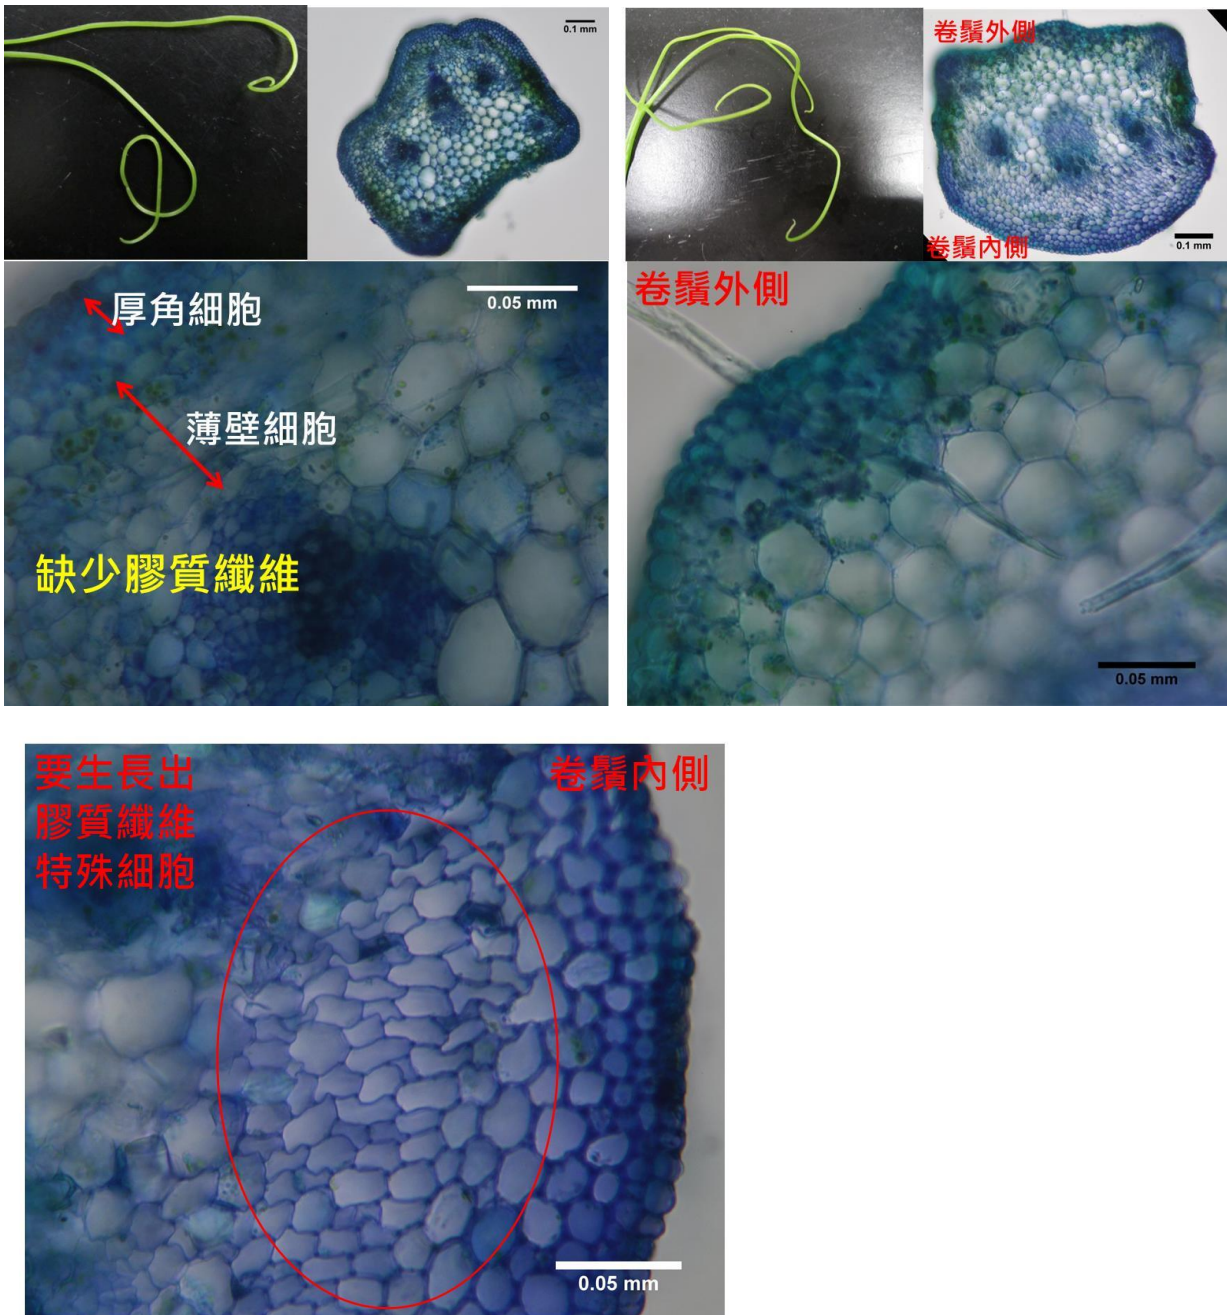 0.1 mm
卷鬚外側
卷鬚內側
0.1 mm
厚角細胞
0.05 mm
薄壁細胞
缺少膠質纖維
卷鬚外側
0.05 mm
要生長出
膠質纖維
特殊細胞
卷鬚內側
0.05 mm